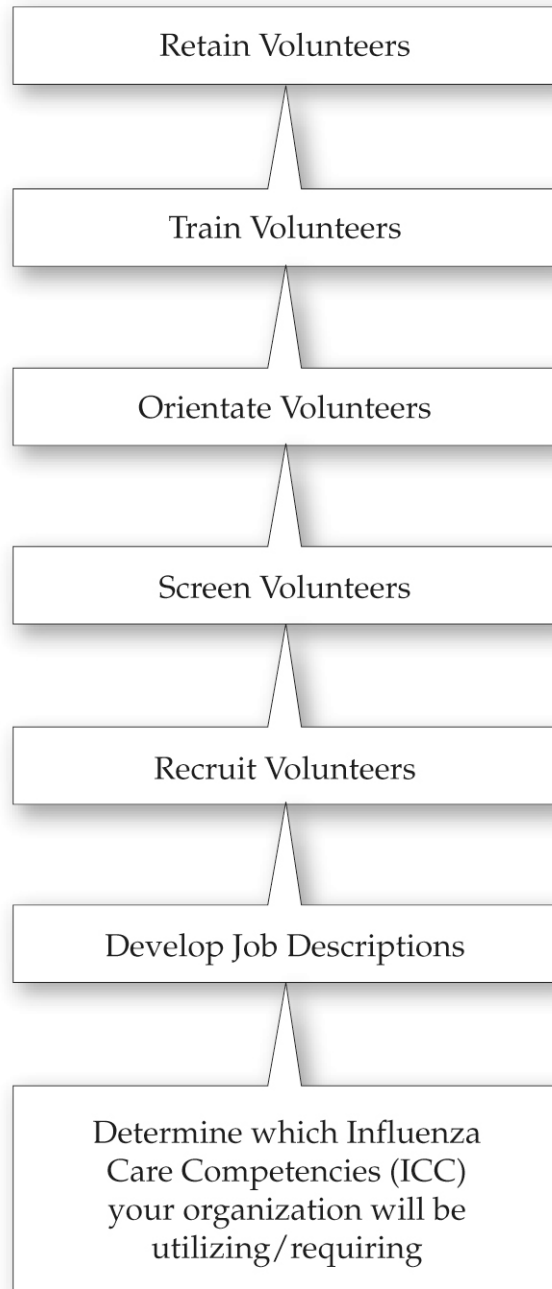 Retain Volunteers
Train Volunteers
Orientate Volunteers
Screen Volunteers
Recruit Volunteers
Develop Job Descriptions
Determine which Influenza
Care Competencies (ICC)
your organization will be
utilizing/requiring